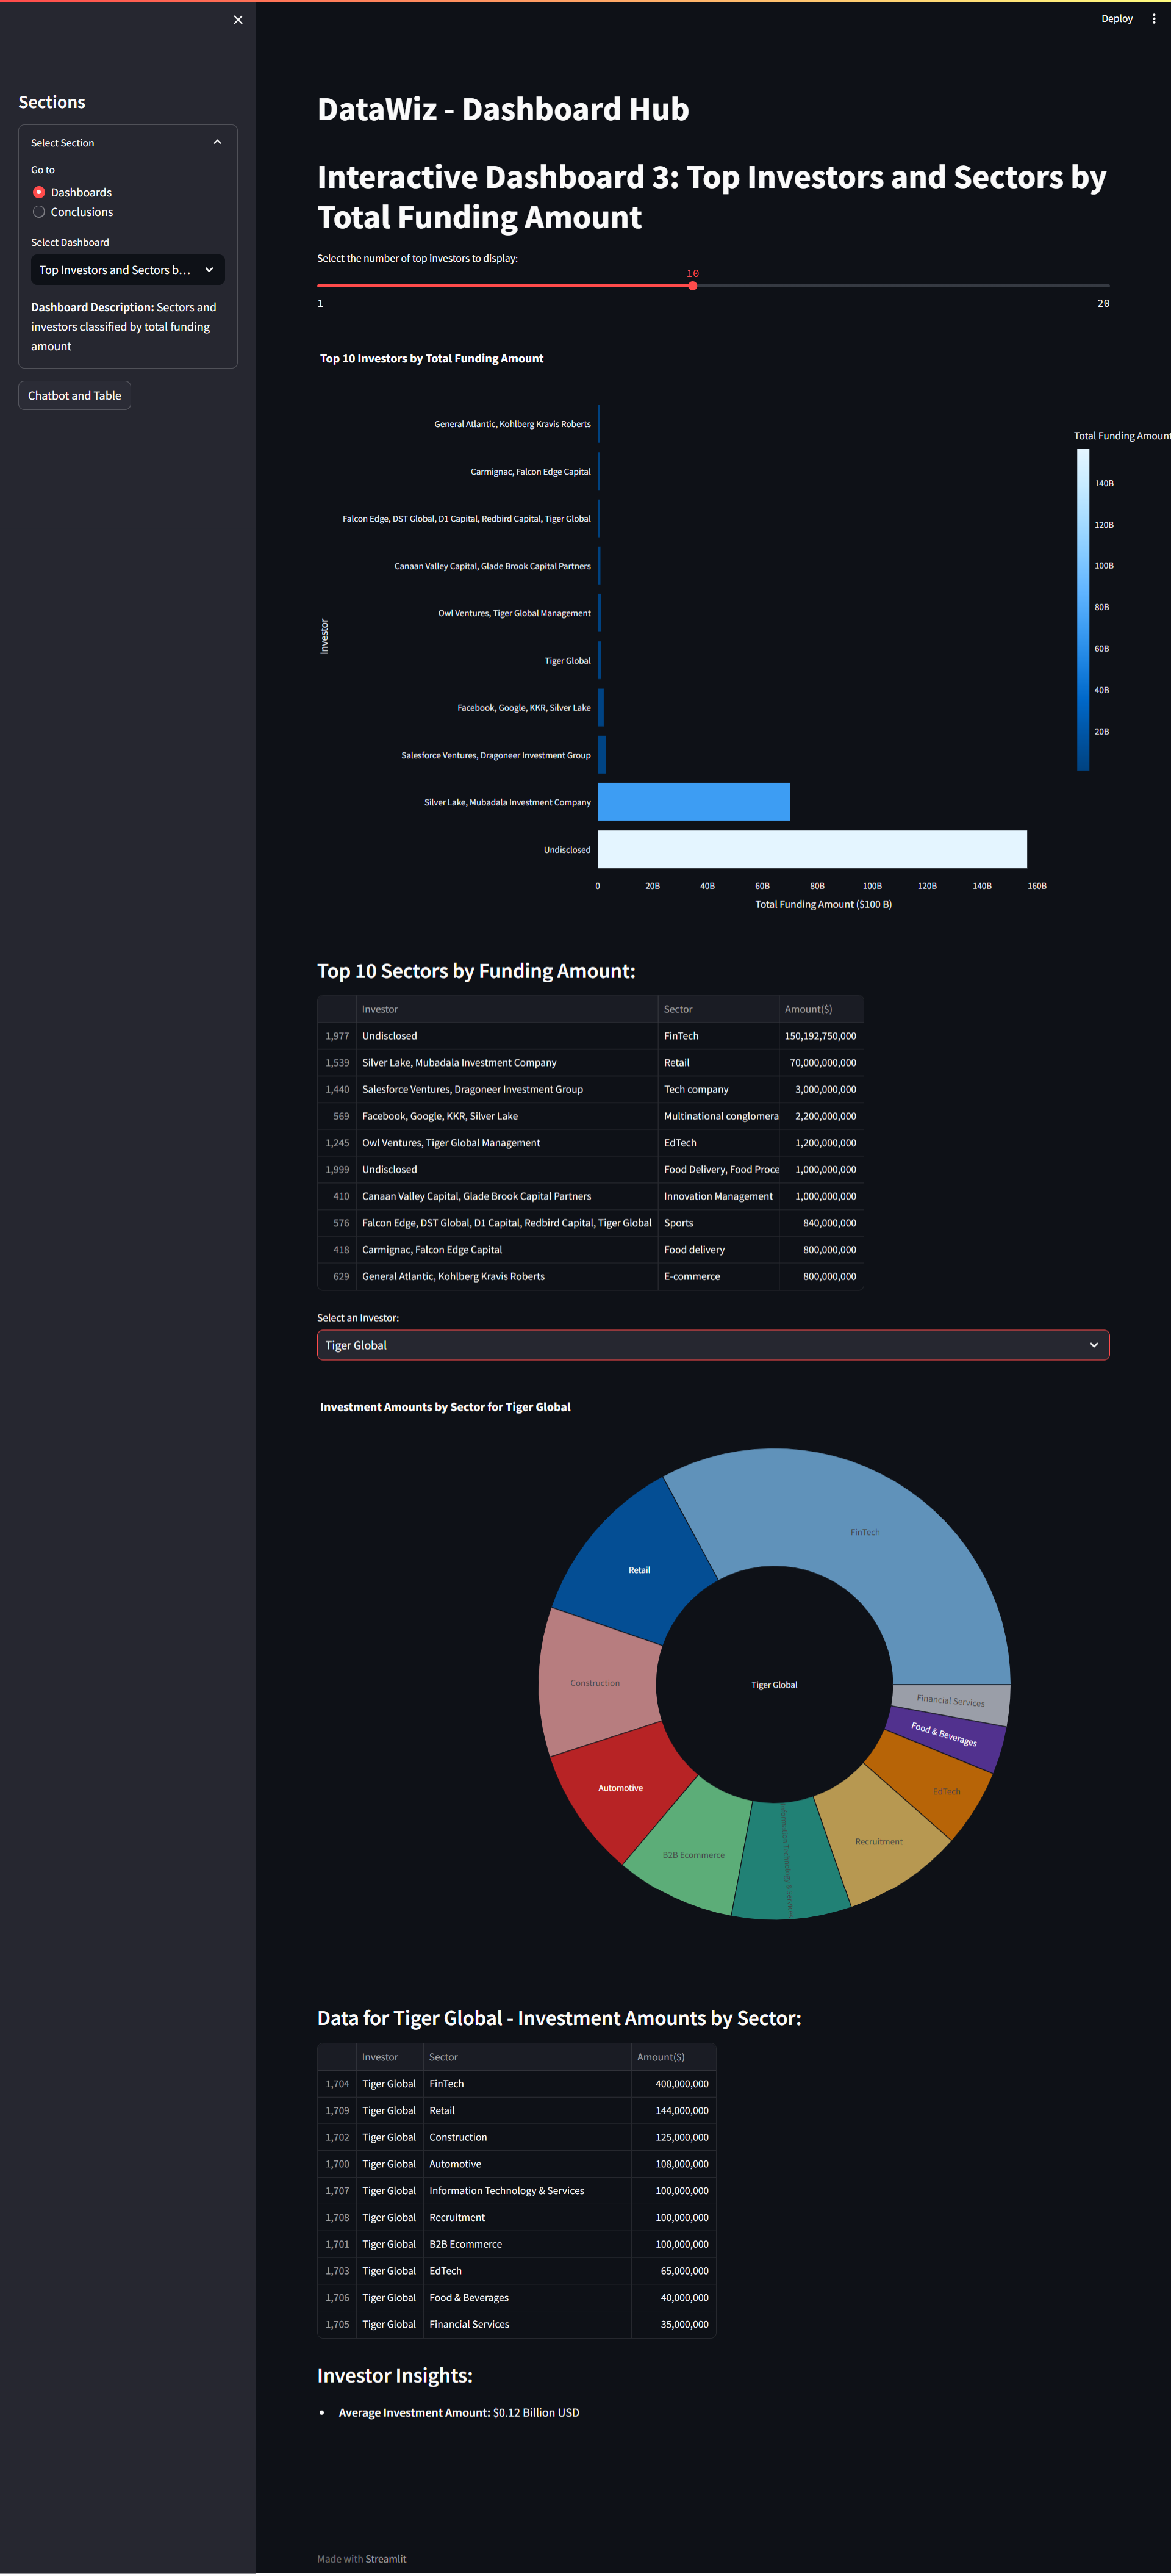 Deploy
Sections
Select Section
Go to
Dashboards
Conclusions
Select Dashboard
Top Investors and Sectors b...
Dashboard Description: Sectors and
investors classified by total funding
amount
Chatbot and Table
DataWiz - Dashboard Hub
Interactive Dashboard 3: Top Investors and Sectors by
Total Funding Amount
Select the number of top investors to display:
10
1 20
Top 10 Investors by Total Funding Amount
Investor
General Atlantic, Kohlberg Kravis Roberts
Carmignac, Falcon Edge Capital
Falcon Edge, DST Global, D1 Capital, Redbird Capital, Tiger Global
Canaan Valley Capital, Glade Brook Capital Partners
Owl Ventures, Tiger Global Management
Tiger Global
Facebook, Google, KKR, Silver Lake
Salesforce Ventures, Dragoneer Investment Group
Silver Lake, Mubadala Investment Company
Undisclosed
0 20B 40B 60B 80B 100B 120B 140B 160B
Total Funding Amount ($100 B)
Total Funding Amount
140B
120B
100B
80B
60B
40B
20B
Top 10 Sectors by Funding Amount:
Investor Sector Amount($)
1,977 Undisclosed FinTech 150,192,750,000
1,539 Silver Lake, Mubadala Investment Company Retail 70,000,000,000
1,440 Salesforce Ventures, Dragoneer Investment Group Tech company 3,000,000,000
569 Facebook, Google, KKR, Silver Lake Multinational conglomera 2,200,000,000
1,245 Owl Ventures, Tiger Global Management EdTech 1,200,000,000
1,999 Undisclosed Food Delivery, Food Proce 1,000,000,000
410 Canaan Valley Capital, Glade Brook Capital Partners Innovation Management 1,000,000,000
576 Falcon Edge, DST Global, D1 Capital, Redbird Capital, Tiger Global Sports 840,000,000
418 Carmignac, Falcon Edge Capital Food delivery 800,000,000
629 General Atlantic, Kohlberg Kravis Roberts E-commerce 800,000,000
Select an Investor:
Tiger Global
Investment Amounts by Sector for Tiger Global
FinTech
Retail
Construction
Tiger Global
Financial Services
Food & Beverages
Automotive
EdTech
Recruitment
B2B Ecommerce
Information Technology & Services
Data for Tiger Global - Investment Amounts by Sector:
Investor Sector Amount($)
1,704 Tiger Global FinTech 400,000,000
1,709 Tiger Global Retail 144,000,000
1,702 Tiger Global Construction 125,000,000
1,700 Tiger Global Automotive 108,000,000
1,707 Tiger Global Information Technology & Services 100,000,000
1,708 Tiger Global Recruitment 100,000,000
1,701 Tiger Global B2B Ecommerce 100,000,000
1,703 Tiger Global EdTech 65,000,000
1,706 Tiger Global Food & Beverages 40,000,000
1,705 Tiger Global Financial Services 35,000,000
Investor Insights:
Average Investment Amount: $0.12 Billion USD
Made with Streamlit